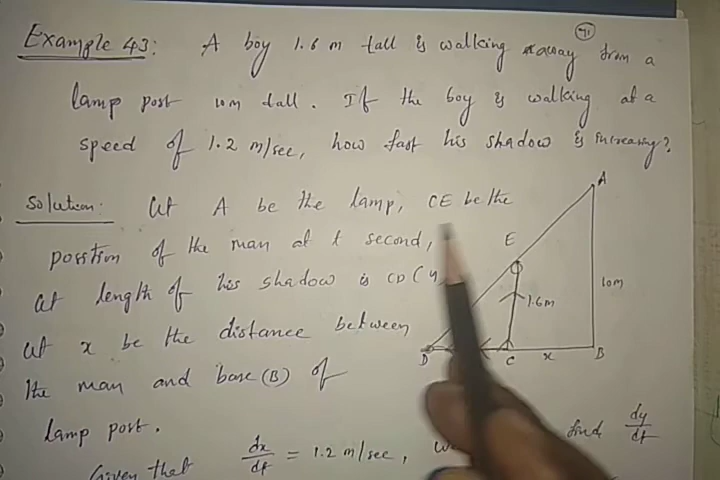 41
Example 43: A boy 1.6 m tall is walking away from a
lamp post 10m tall. If the boy is walking at a
speed of 1.2 m/sec, how fast his shadow is increasing?
Solution: let A be the lamp, CE be the
position of the man at t second,
let length of his shadow is CD (y
let x be the distance between
the man and base (B) of
lamp post.
Given that dx/dt = 1.2 m/sec, find dy/dt
A
E
10m
1.6m
D
C
x
B